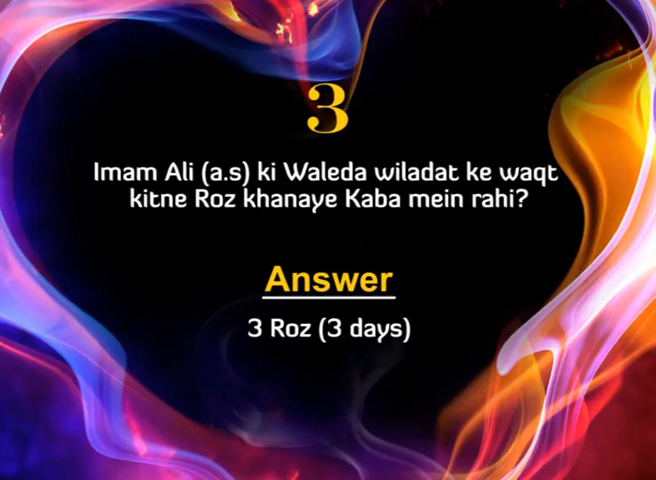 3
Imam Ali (a.s) ki Waleda wiladat ke waqt
kitne Roz khanaye Kaba mein rahi?
Answer
3 Roz (3 days)